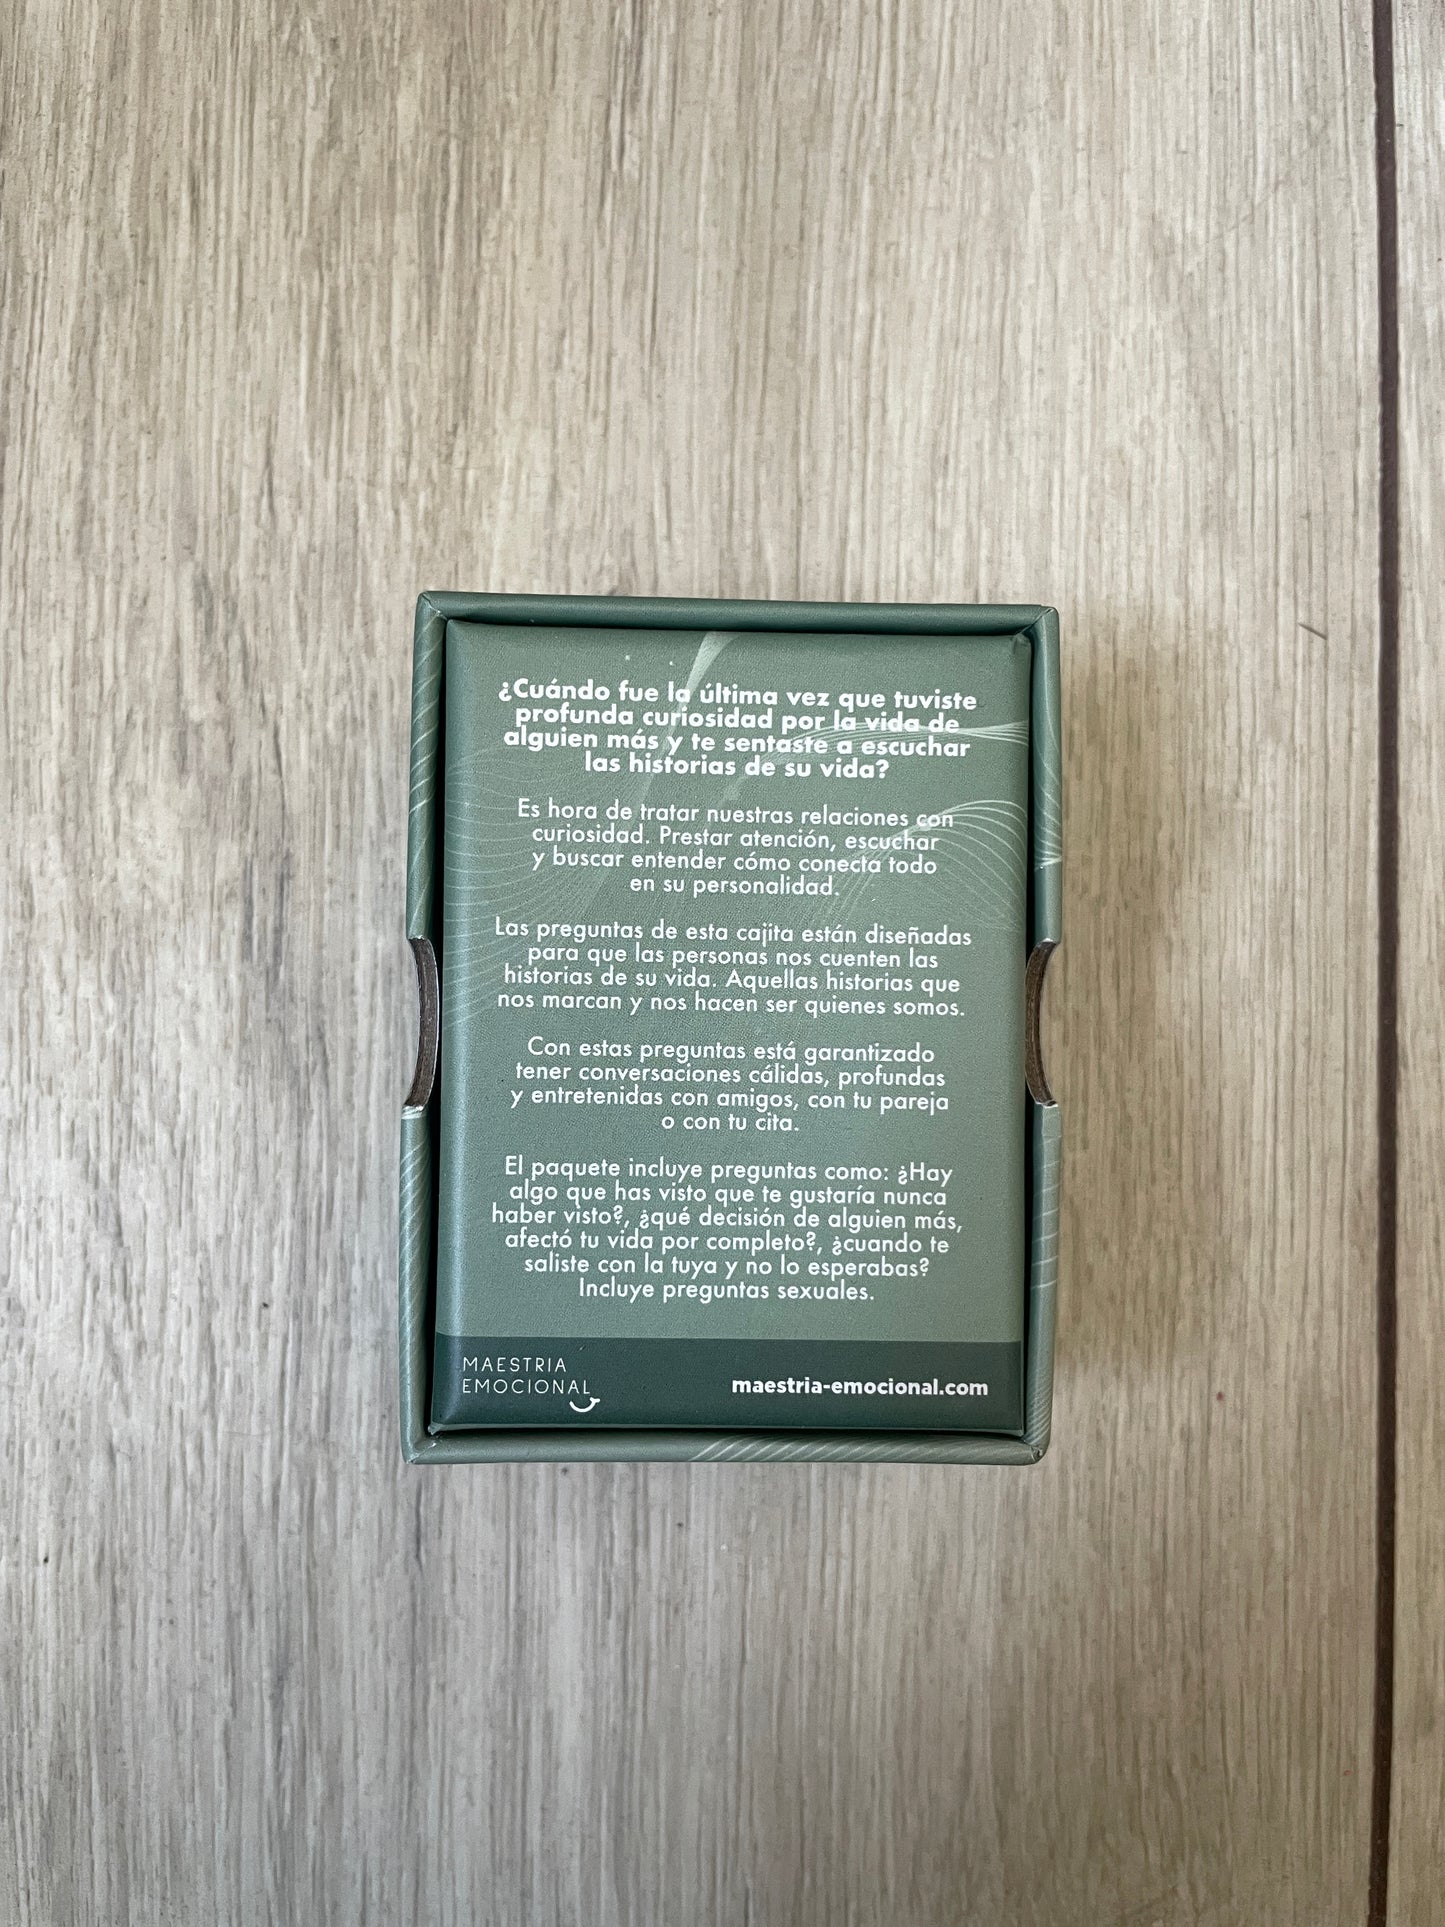 ¿Cuándo fue la última vez que tuviste
profunda curiosidad por la vida de
alguien más y te sentaste a escuchar
las historias de su vida?
Es hora de tratar nuestras relaciones con
curiosidad. Prestar atención, escuchar
y buscar entender cómo conecta todo
en su personalidad.
Las preguntas de esta cajita están diseñadas
para que las personas nos cuenten las
historias de su vida. Aquellas historias que
nos marcan y nos hacen ser quienes somos.
Con estas preguntas está garantizado
tener conversaciones cálidas, profundas
y entretenidas con amigos, con tu pareja
o con tu cita.
El paquete incluye preguntas como: ¿Hay
algo que has visto que te gustaría nunca
haber visto?, ¿qué decisión de alguien más,
afectó tu vida por completo?, ¿cuando te
saliste con la tuya y no lo esperabas?
Incluye preguntas sexuales.
MAESTRIA
EMOCIONAL
maestria-emocional.com